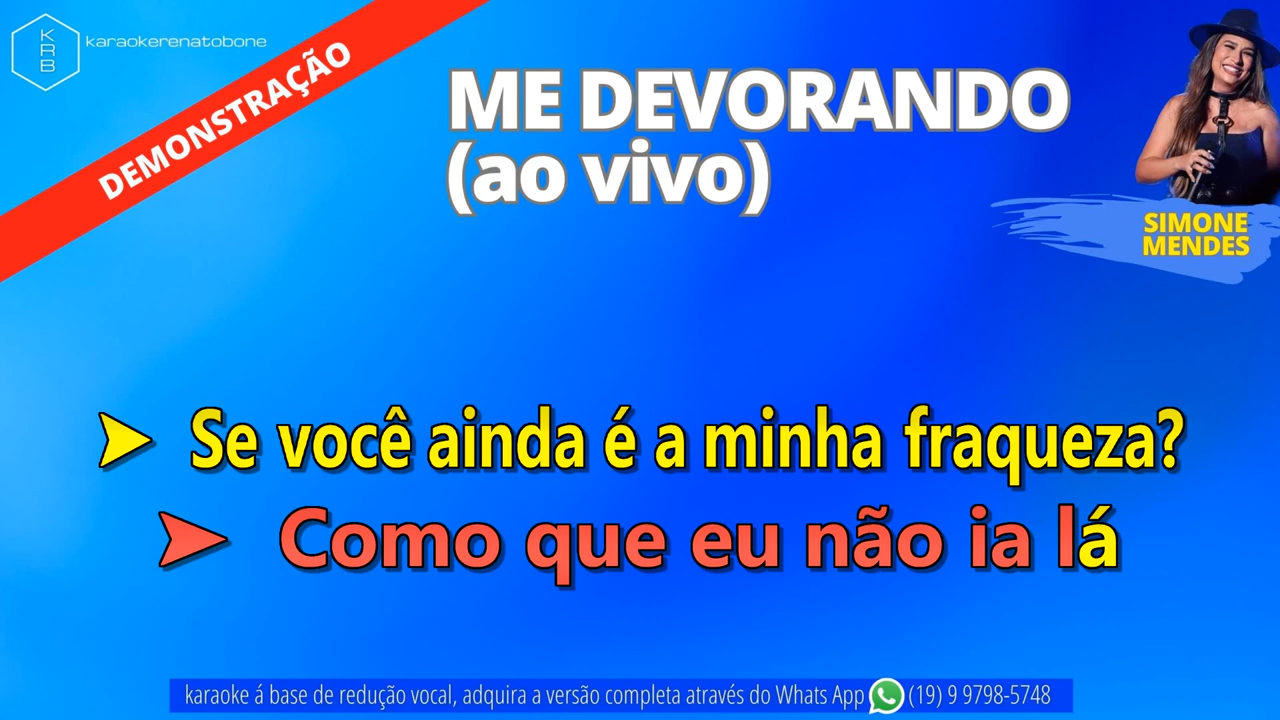 KRB
karaokerenatobone
DEMONSTRAÇÃO
ME DEVORANDO
(ao vivo)
SIMONE
MENDES
➤ Se você ainda é a minha fraqueza?
➤ Como que eu não ia lá
karaoke á base de redução vocal, adquira a versão completa através do Whats App (19) 9 9798-5748